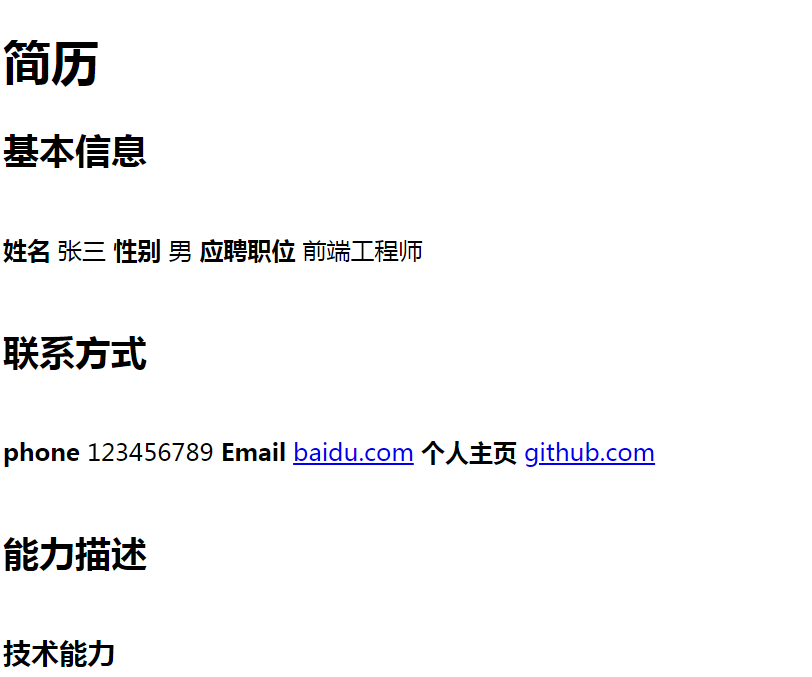 简历
基本信息
姓名 张三 性别 男 应聘职位 前端工程师
联系方式
phone 123456789 Email baidu.com 个人主页 github.com
能力描述
技术能力